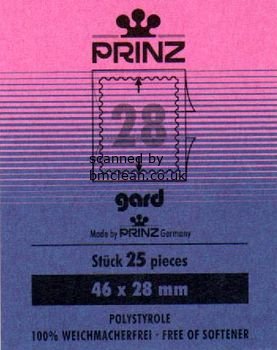 PRINZ
28
scanned by
bmclean.co.uk
gard
Made by PRINZ Germany
Stück 25 pieces
46 x 28 mm
POLYSTYROLE
100% WEICHMACHERFREI · FREE OF SOFTENER